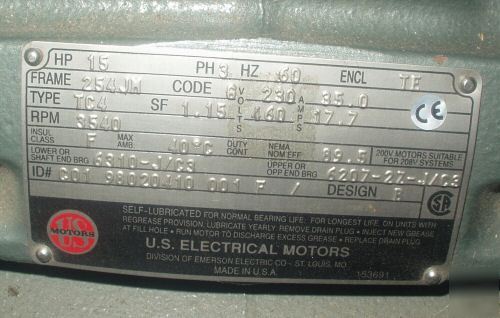 HP 15 PH 3 HZ 60 ENCL TE
FRAME 254JM CODE G VOLTS 230 AMPS 35.0
TYPE TC4 SF 1.15 460 17.7
RPM 3540
INSUL CLASS F MAX AMB 40°C DUTY CONT NEMA NOM EFF 89.5 200V MOTORS SUITABLE FOR 208V SYSTEMS
LOWER OR SHAFT END BRG 6310-J/C3 UPPER OR OPP END BRG 6207-2Z-J/C3
ID# C01 98020410 001 F / DESIGN B
CE
SA
US MOTORS
SELF-LUBRICATED FOR NORMAL BEARING LIFE. FOR LONGEST LIFE, ON UNITS WITH
REGREASE PROVISION, LUBRICATE YEARLY. REMOVE DRAIN PLUG • INJECT NEW GREASE
AT FILL HOLE • RUN MOTOR TO DISCHARGE EXCESS GREASE • REPLACE DRAIN PLUG
U.S. ELECTRICAL MOTORS
DIVISION OF EMERSON ELECTRIC CO - ST. LOUIS, MO.
MADE IN U.S.A.
153691